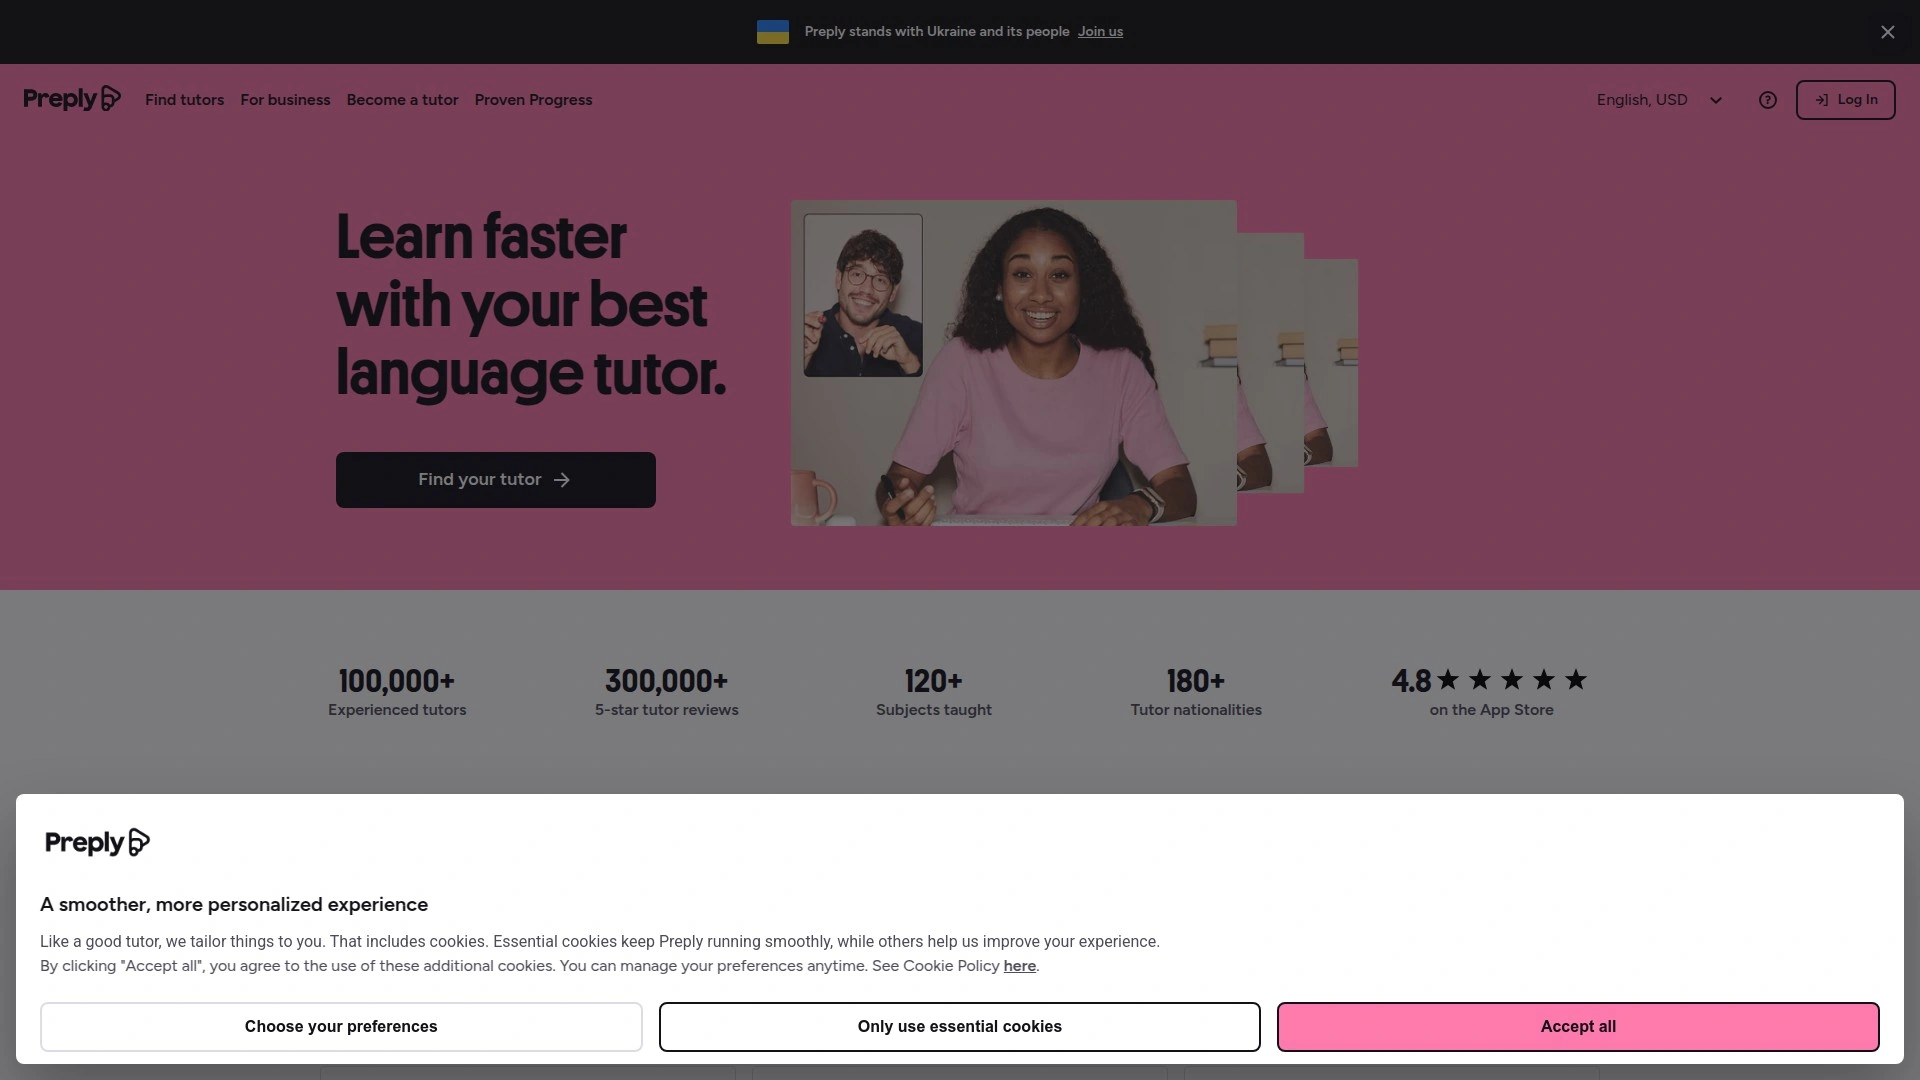 Preply stands with Ukraine and its people Join us
Preply
Find tutors
For business
Become a tutor
Proven Progress
English, USD
Log In
Learn faster
with your best
language tutor.
Find your tutor
100,000+
Experienced tutors
300,000+
5-star tutor reviews
120+
Subjects taught
180+
Tutor nationalities
4.8
on the App Store
Preply
A smoother, more personalized experience
Like a good tutor, we tailor things to you. That includes cookies. Essential cookies keep Preply running smoothly, while others help us improve your experience.
By clicking "Accept all", you agree to the use of these additional cookies. You can manage your preferences anytime. See Cookie Policy here.
Choose your preferences
Only use essential cookies
Accept all